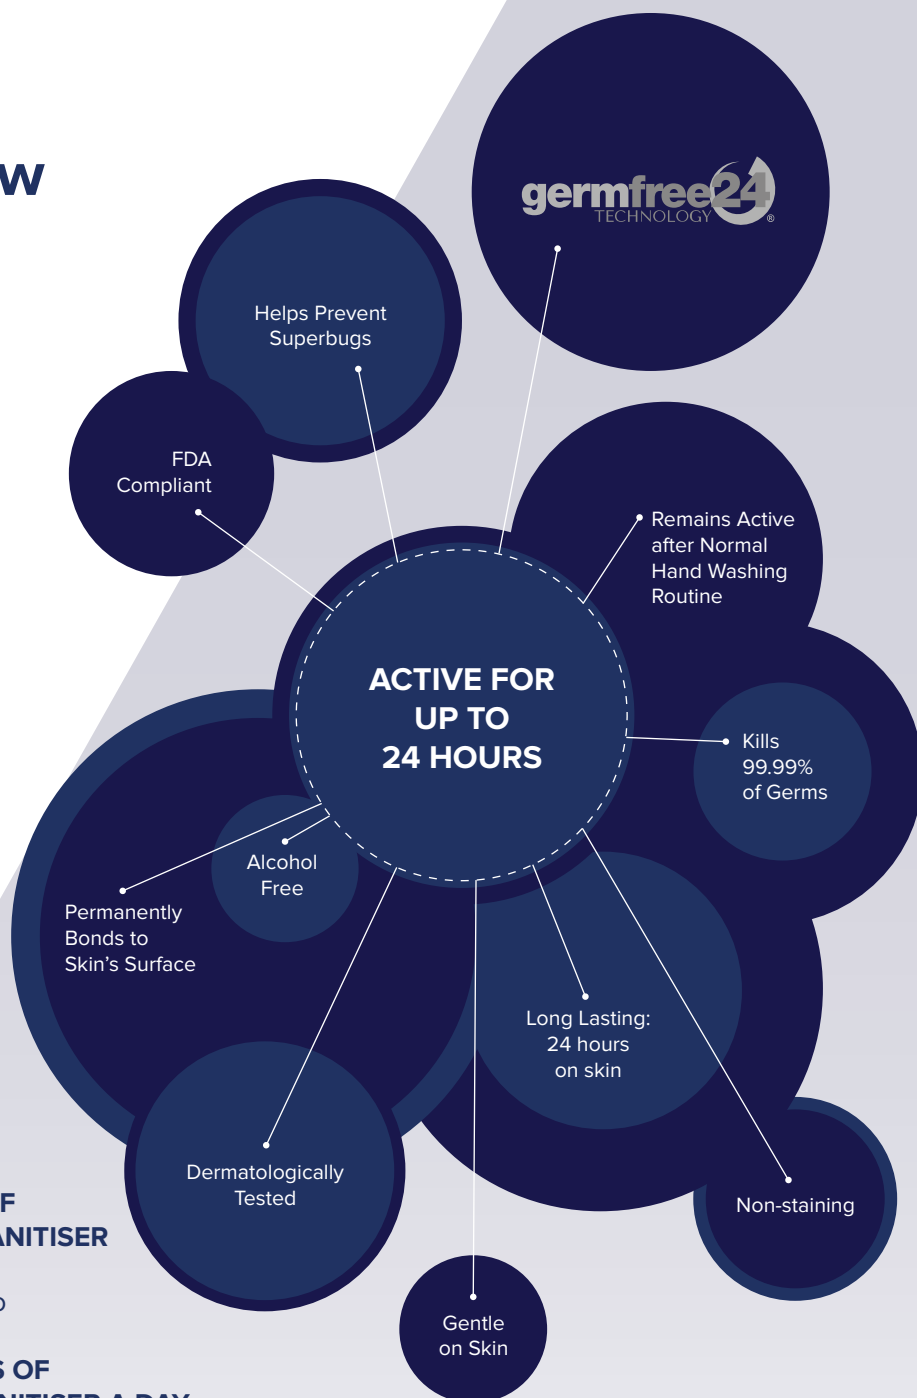 w
germfree24
TECHNOLOGY®
Helps Prevent
Superbugs
FDA
Compliant
Remains Active
after Normal
Hand Washing
Routine
ACTIVE FOR
UP TO
24 HOURS
Kills
99.99%
of Germs
Alcohol
Free
Permanently
Bonds to
Skin’s Surface
Long Lasting:
24 hours
on skin
Dermatologically
Tested
Non-staining
Gentle
on Skin
F
ANITISER
S OF